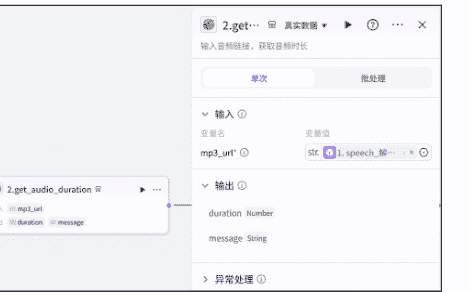 2.get… 真实数据
输入音频链接，获取音频时长
单次 批处理
输入
变量名 变量值
mp3_url* str. 1. speech_解…
输出
duration Number
message String
异常处理
2.get_audio_duration
str. mp3_url
duration str. message